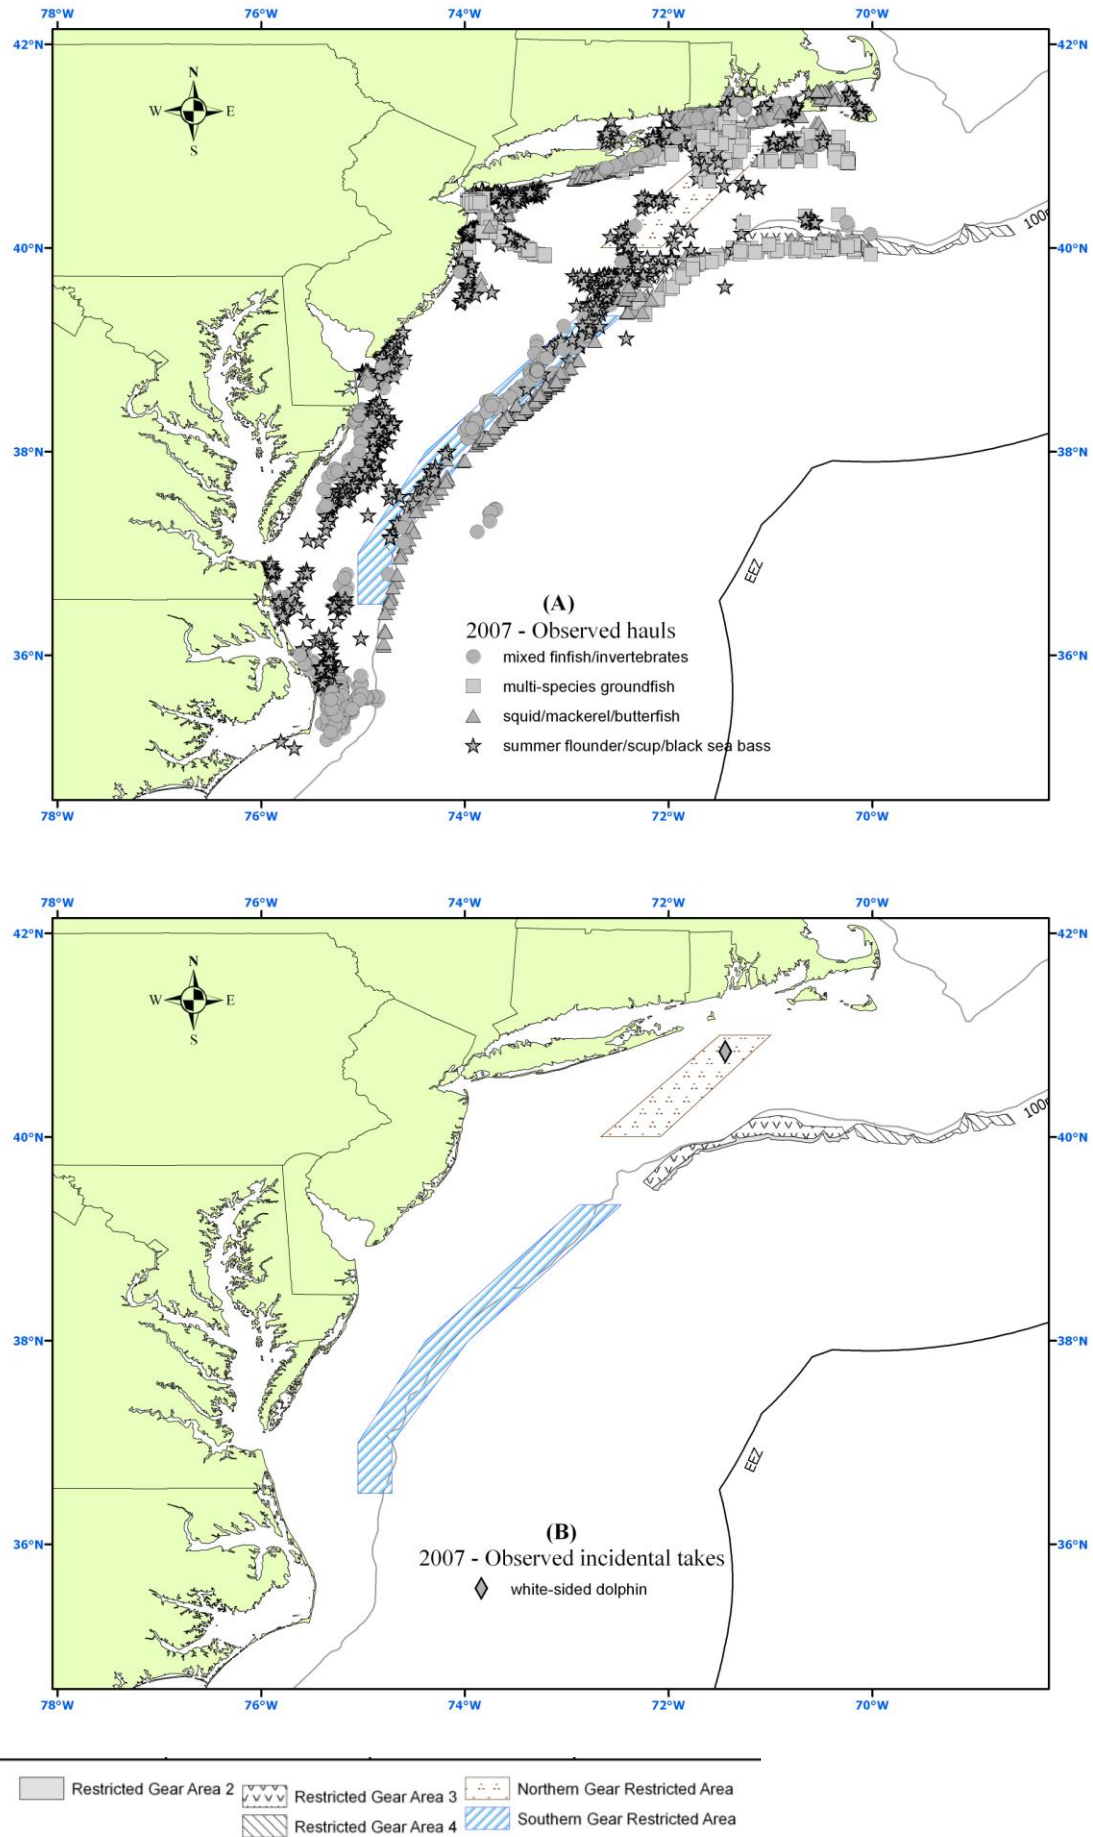 78°W 76°W 74°W 72°W 70°W
42°N 42°N
N
W E
S
40°N 40°N
100m
38°N 38°N
EEZ
(A)
2007 - Observed hauls
36°N 36°N
mixed finfish/invertebrates
multi-species groundfish
squid/mackerel/butterfish
summer flounder/scup/black sea bass
78°W 76°W 74°W 72°W 70°W
78°W 76°W 74°W 72°W 70°W
42°N 42°N
N
W E
S
40°N 40°N
38°N 38°N
EEZ
(B)
36°N 36°N
2007 - Observed incidental takes
white-sided dolphin
78°W 76°W 74°W 72°W 70°W
Restricted Gear Area 2
Restricted Gear Area 3
Restricted Gear Area 4
Northern Gear Restricted Area
Southern Gear Restricted Area